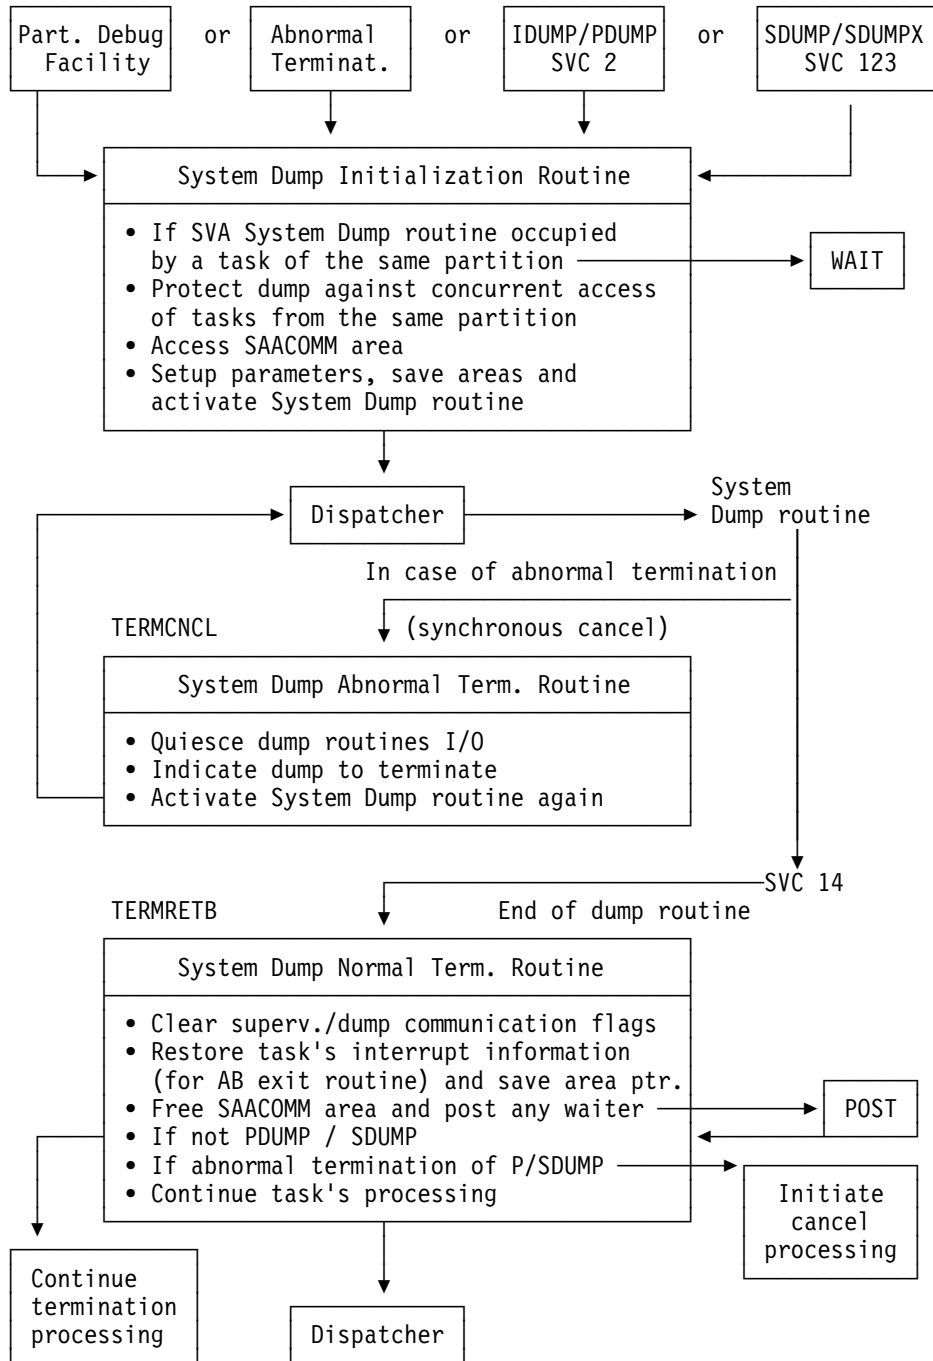 Part. Debug or Abnormal or IDUMP/PDUMP or SDUMP/SDUMPX
Facility Terminat. SVC 2 SVC 123
System Dump Initialization Routine
• If SVA System Dump routine occupied
by a task of the same partition WAIT
• Protect dump against concurrent access
of tasks from the same partition
• Access SAACOMM area
• Setup parameters, save areas and
activate System Dump routine
System
Dispatcher Dump routine
In case of abnormal termination
TERMCNCL (synchronous cancel)
System Dump Abnormal Term. Routine
• Quiesce dump routines I/O
• Indicate dump to terminate
• Activate System Dump routine again
SVC 14
TERMRETB End of dump routine
System Dump Normal Term. Routine
• Clear superv./dump communication flags
• Restore task's interrupt information
(for AB exit routine) and save area ptr.
• Free SAACOMM area and post any waiter POST
• If not PDUMP / SDUMP
• If abnormal termination of P/SDUMP
• Continue task's processing
Initiate
cancel
processing
Continue
termination
processing
Dispatcher